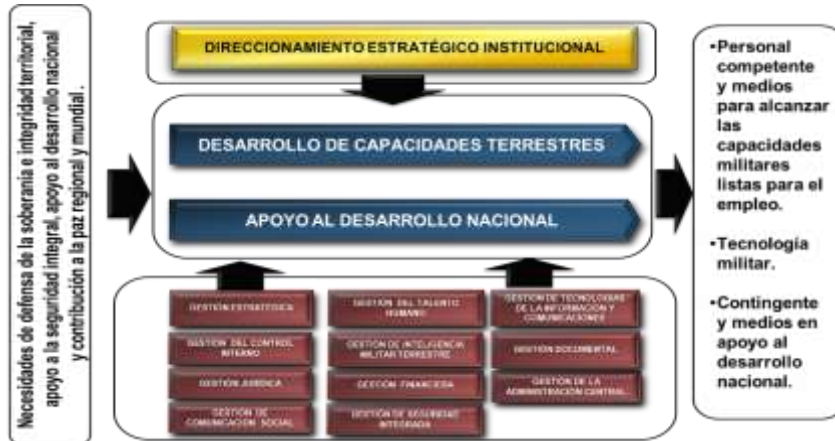 Necesidades de defensa de la soberania e integridad territorial,
apoyo a la seguridad integral, apoyo al desarrollo nacional
y contribución a la paz regional y mundial.
DIRECCIONAMIENTO ESTRATÉGICO INSTITUCIONAL
DESARROLLO DE CAPACIDADES TERRESTRES
APOYO AL DESARROLLO NACIONAL
GESTIÓN ESTRATÉGICA
GESTIÓN DEL CONTROL
INTERNO
GESTIÓN JURÍDICA
GESTIÓN DE
COMUNICACIÓN SOCIAL
GESTIÓN DEL TALENTO
HUMANO
GESTIÓN DE INTELIGENCIA
MILITAR TERRESTRE
GESTIÓN FINANCIERA
GESTIÓN DE SEGURIDAD
INTEGRADA
GESTIÓN DE TECNOLOGÍAS
DE LA INFORMACIÓN Y
COMUNICACIONES
GESTIÓN DOCUMENTAL
GESTIÓN DE LA
ADMINISTRACIÓN CENTRAL
•Personal
competente
y medios
para alcanzar
las
capacidades
militares
listas para el
empleo.
•Tecnología
militar.
•Contingente
y medios en
apoyo al
desarrollo
nacional.